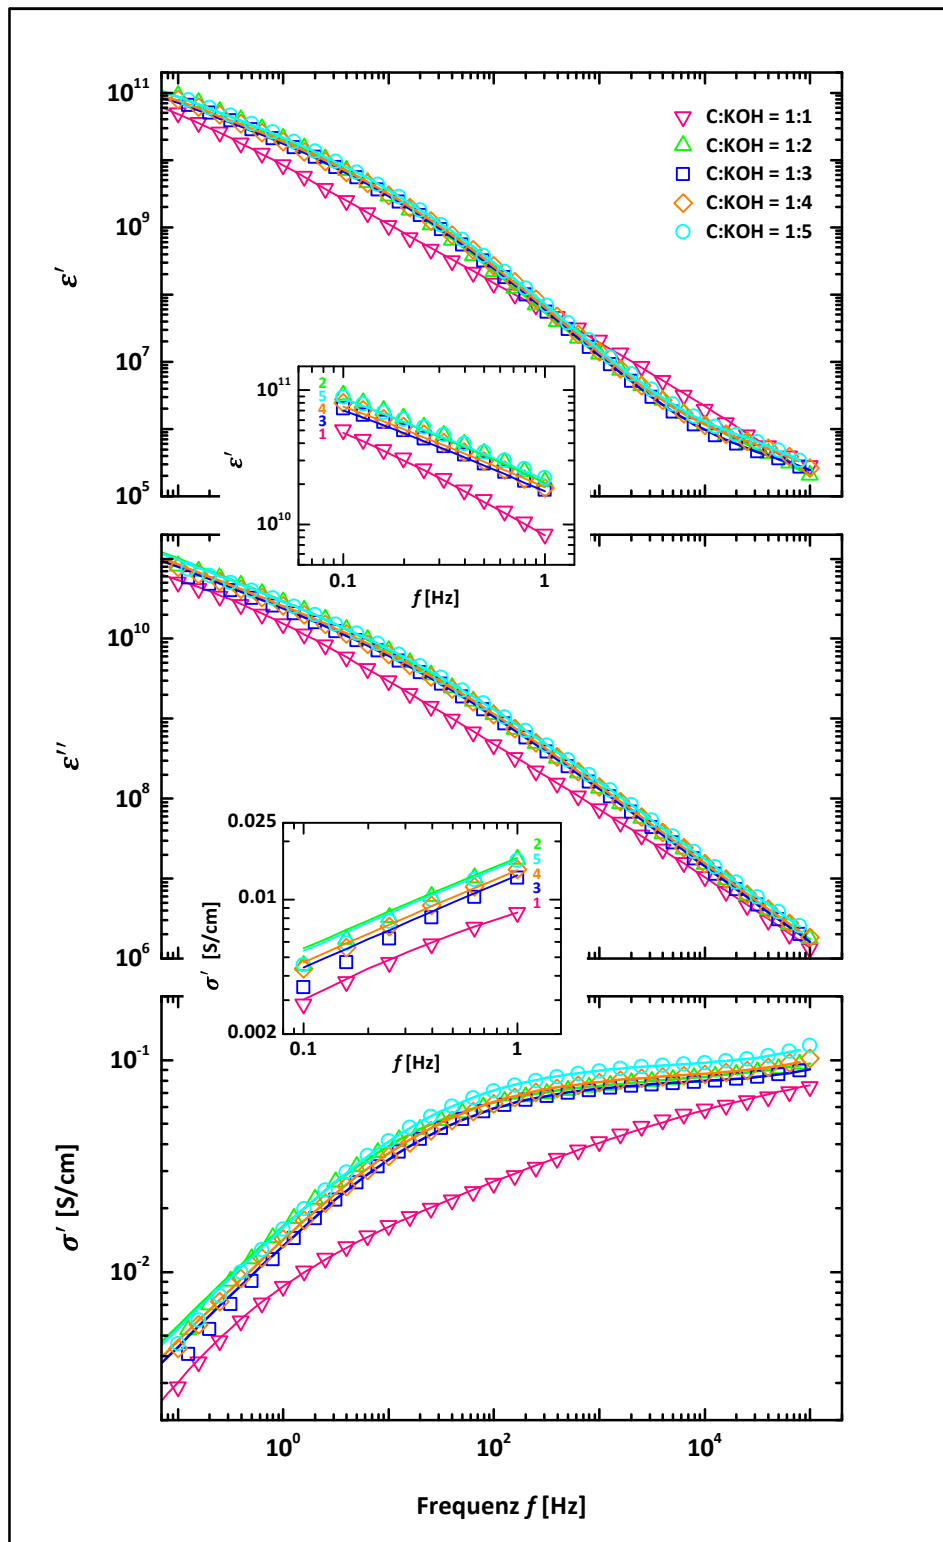 10¹¹
10⁹
10⁷
10⁵
ε′
C:KOH = 1:1
C:KOH = 1:2
C:KOH = 1:3
C:KOH = 1:4
C:KOH = 1:5
10¹¹
10¹⁰
ε′
2
5
4
3
1
0.1
1
f [Hz]
10¹⁰
10⁸
10⁶
ε′′
0.025
0.01
0.002
σ′ [S/cm]
2
5
4
3
1
0.1
1
f [Hz]
10⁻¹
10⁻²
σ′ [S/cm]
10⁰
10²
10⁴
Frequenz f [Hz]